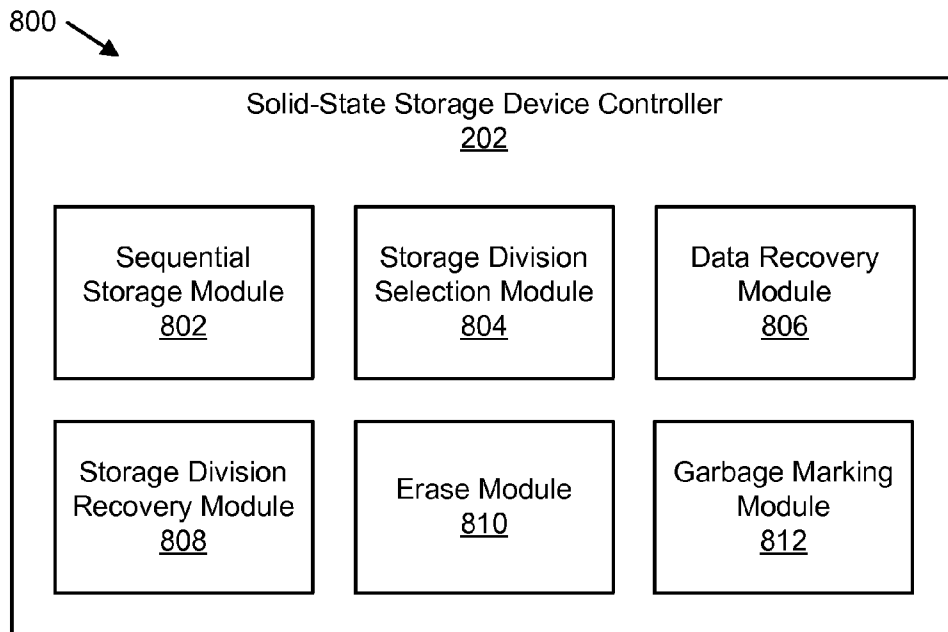 800
Solid-State Storage Device Controller
202
Sequential
Storage Module
802
Storage Division
Selection Module
804
Data Recovery
Module
806
Storage Division
Recovery Module
808
Erase Module
810
Garbage Marking
Module
812